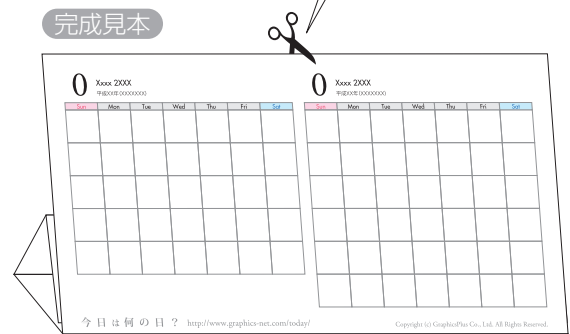 完成見本
0 Xxxx 2XXX
平成XX年(XXXXXXX)
Sun Mon Tue Wed Thu Fri Sat
0 Xxxx 2XXX
平成XX年(XXXXXXX)
Sun Mon Tue Wed Thu Fri Sat
今日は何の日? http://www.graphics-net.com/today/
Copyright (c) GraphicsPlus Co., Ltd. All Rights Reserved.